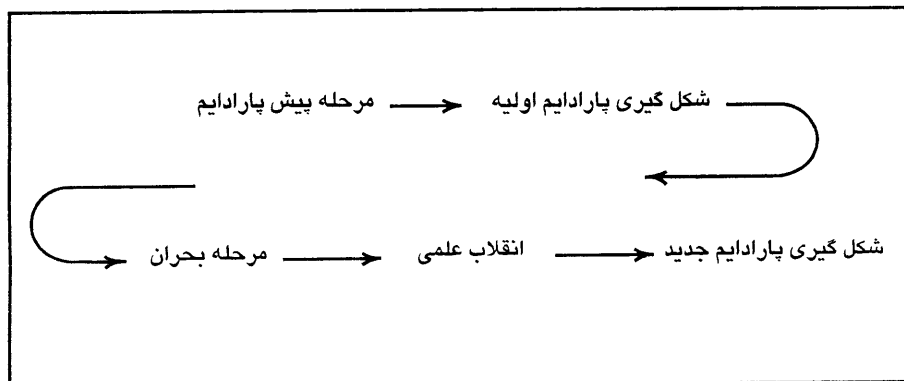 مرحله پیش پارادایم
شکل گیری پارادایم اولیه
مرحله بحران
انقلاب علمی
شکل گیری پارادایم جدید